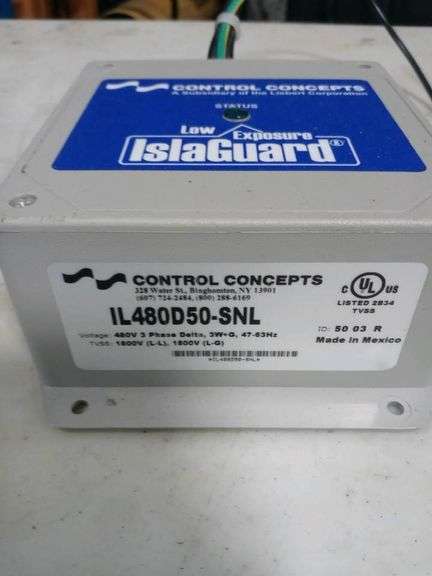 CONTROL CONCEPTS
A Subsidiary of the Liebert Corporation
STATUS
Low Exposure
IslaGuard®
CONTROL CONCEPTS
328 Water St., Binghamton, NY 13901
(607) 724-2484, (800) 288-6169
IL480D50-SNL
Voltage: 480V 3 Phase Delta, 3W+G, 47-63Hz
TVSS: 1800V (L-L), 1800V (L-G)
C UL US
LISTED 2B34
TVSS
ID: 50 03 R
Made in Mexico